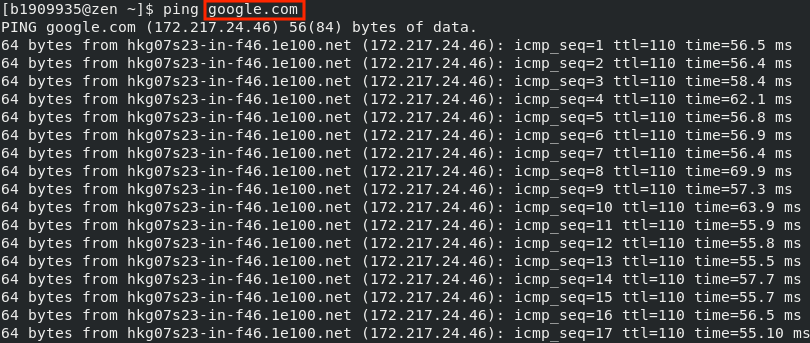 [b1909935@zen ~]$ ping google.com
PING google.com (172.217.24.46) 56(84) bytes of data.
64 bytes from hkg07s23-in-f46.1e100.net (172.217.24.46): icmp_seq=1 ttl=110 time=56.5 ms
64 bytes from hkg07s23-in-f46.1e100.net (172.217.24.46): icmp_seq=2 ttl=110 time=56.4 ms
64 bytes from hkg07s23-in-f46.1e100.net (172.217.24.46): icmp_seq=3 ttl=110 time=58.4 ms
64 bytes from hkg07s23-in-f46.1e100.net (172.217.24.46): icmp_seq=4 ttl=110 time=62.1 ms
64 bytes from hkg07s23-in-f46.1e100.net (172.217.24.46): icmp_seq=5 ttl=110 time=56.8 ms
64 bytes from hkg07s23-in-f46.1e100.net (172.217.24.46): icmp_seq=6 ttl=110 time=56.9 ms
64 bytes from hkg07s23-in-f46.1e100.net (172.217.24.46): icmp_seq=7 ttl=110 time=56.4 ms
64 bytes from hkg07s23-in-f46.1e100.net (172.217.24.46): icmp_seq=8 ttl=110 time=69.9 ms
64 bytes from hkg07s23-in-f46.1e100.net (172.217.24.46): icmp_seq=9 ttl=110 time=57.3 ms
64 bytes from hkg07s23-in-f46.1e100.net (172.217.24.46): icmp_seq=10 ttl=110 time=63.9 ms
64 bytes from hkg07s23-in-f46.1e100.net (172.217.24.46): icmp_seq=11 ttl=110 time=55.9 ms
64 bytes from hkg07s23-in-f46.1e100.net (172.217.24.46): icmp_seq=12 ttl=110 time=55.8 ms
64 bytes from hkg07s23-in-f46.1e100.net (172.217.24.46): icmp_seq=13 ttl=110 time=55.5 ms
64 bytes from hkg07s23-in-f46.1e100.net (172.217.24.46): icmp_seq=14 ttl=110 time=57.7 ms
64 bytes from hkg07s23-in-f46.1e100.net (172.217.24.46): icmp_seq=15 ttl=110 time=55.7 ms
64 bytes from hkg07s23-in-f46.1e100.net (172.217.24.46): icmp_seq=16 ttl=110 time=56.5 ms
64 bytes from hkg07s23-in-f46.1e100.net (172.217.24.46): icmp_seq=17 ttl=110 time=55.10 ms